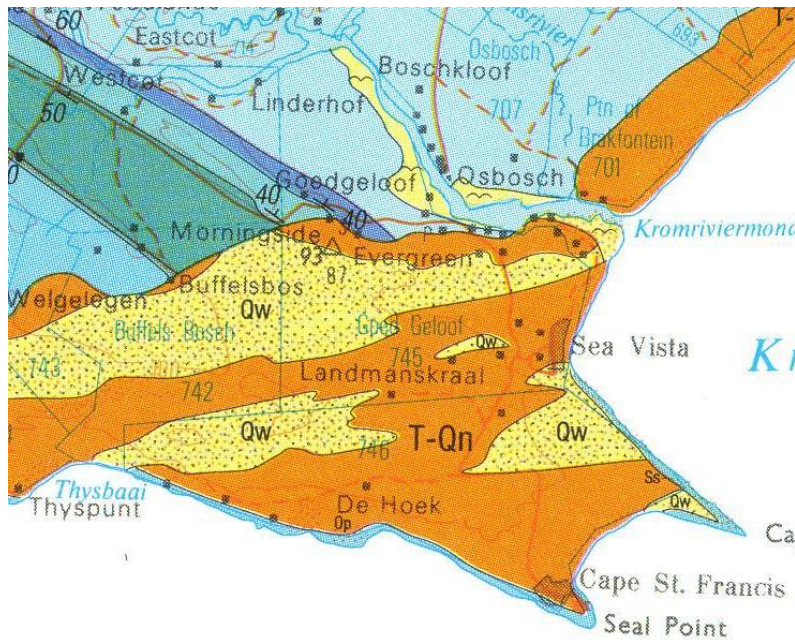 60
Eastcot
Osbosch
693
T-
Boschkloof
Westcot
Linderhof
707
Ptn of
Brakfontein
50
701
Goedgeloof
Osbosch
40
40
Kromriviermond
Morningside
93
87
Evergreen
Welgelegen
Buffelsbos
Qw
Buffels Bosch
Goed Geloof
Qw
745
Sea Vista
K
743
742
Landmanskraal
Qw
T-Qn
Qw
746
Thysbaai
Ss
Qw
Thyspunt
De Hoek
Op
Ca
Cape St. Francis
Seal Point